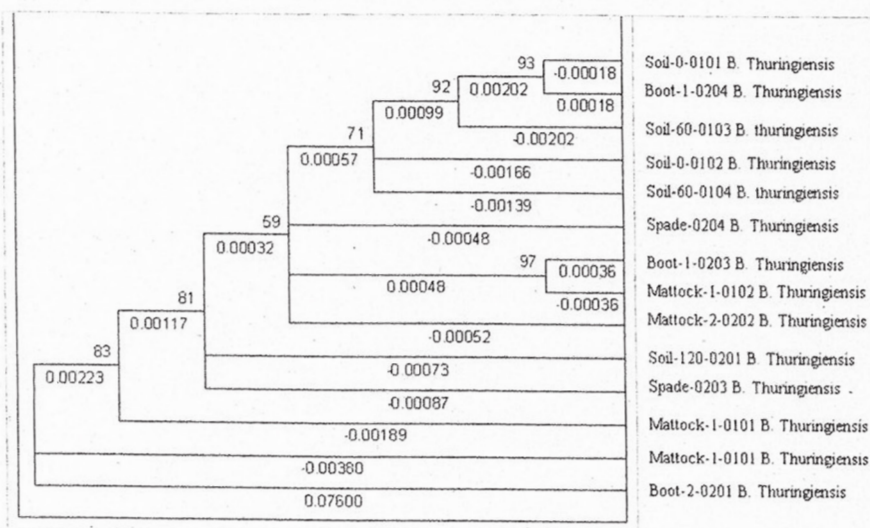 93
-0.00018
Soil-0-0101 B. Thuringiensis
92
0.00202
0.00018
Boot-1-0204 B. Thuringiensis
0.00099
71
-0.00202
Soil-60-0103 B. thuringiensis
0.00057
-0.00166
Soil-0-0102 B. Thuringiensis
-0.00139
Soil-60-0104 B. thuringiensis
59
-0.00048
Spade-0204 B. Thuringiensis
0.00032
97
0.00036
Boot-1-0203 B. Thuringiensis
0.00048
-0.00036
Mattock-1-0102 B. Thuringiensis
81
-0.00052
Mattock-2-0202 B. Thuringiensis
0.00117
83
-0.00073
Soil-120-0201 B. Thuringiensis
0.00223
-0.00087
Spade-0203 B. Thuringiensis
-0.00189
Mattock-1-0101 B. Thuringiensis
-0.00380
Mattock-1-0101 B. Thuringiensis
0.07600
Boot-2-0201 B. Thuringiensis